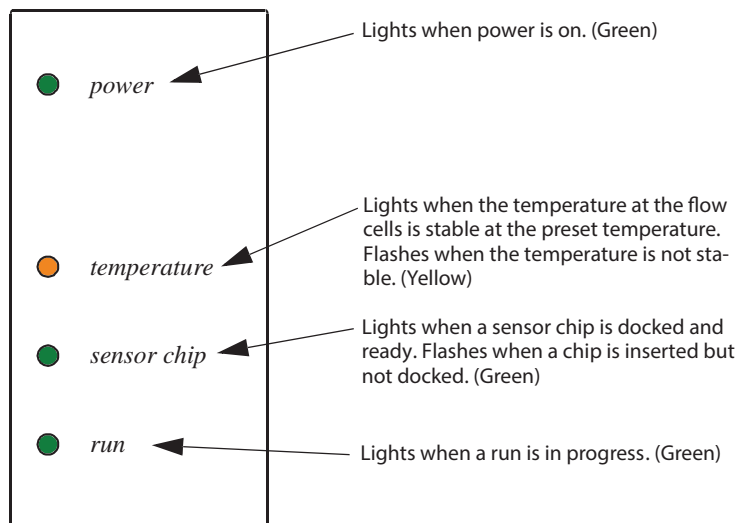 Lights when power is on. (Green)
power
Lights when the temperature at the flow
cells is stable at the preset temperature.
Flashes when the temperature is not sta-
ble. (Yellow)
temperature
Lights when a sensor chip is docked and
ready. Flashes when a chip is inserted but
not docked. (Green)
sensor chip
run
Lights when a run is in progress. (Green)